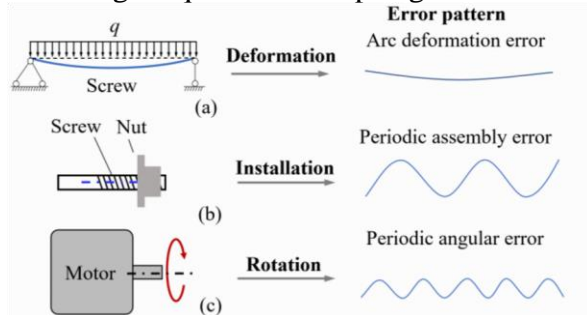 Error pattern
q
Deformation
Arc deformation error
Screw
(a)
Screw Nut
Installation
Periodic assembly error
(b)
Motor
Rotation
Periodic angular error
(c)